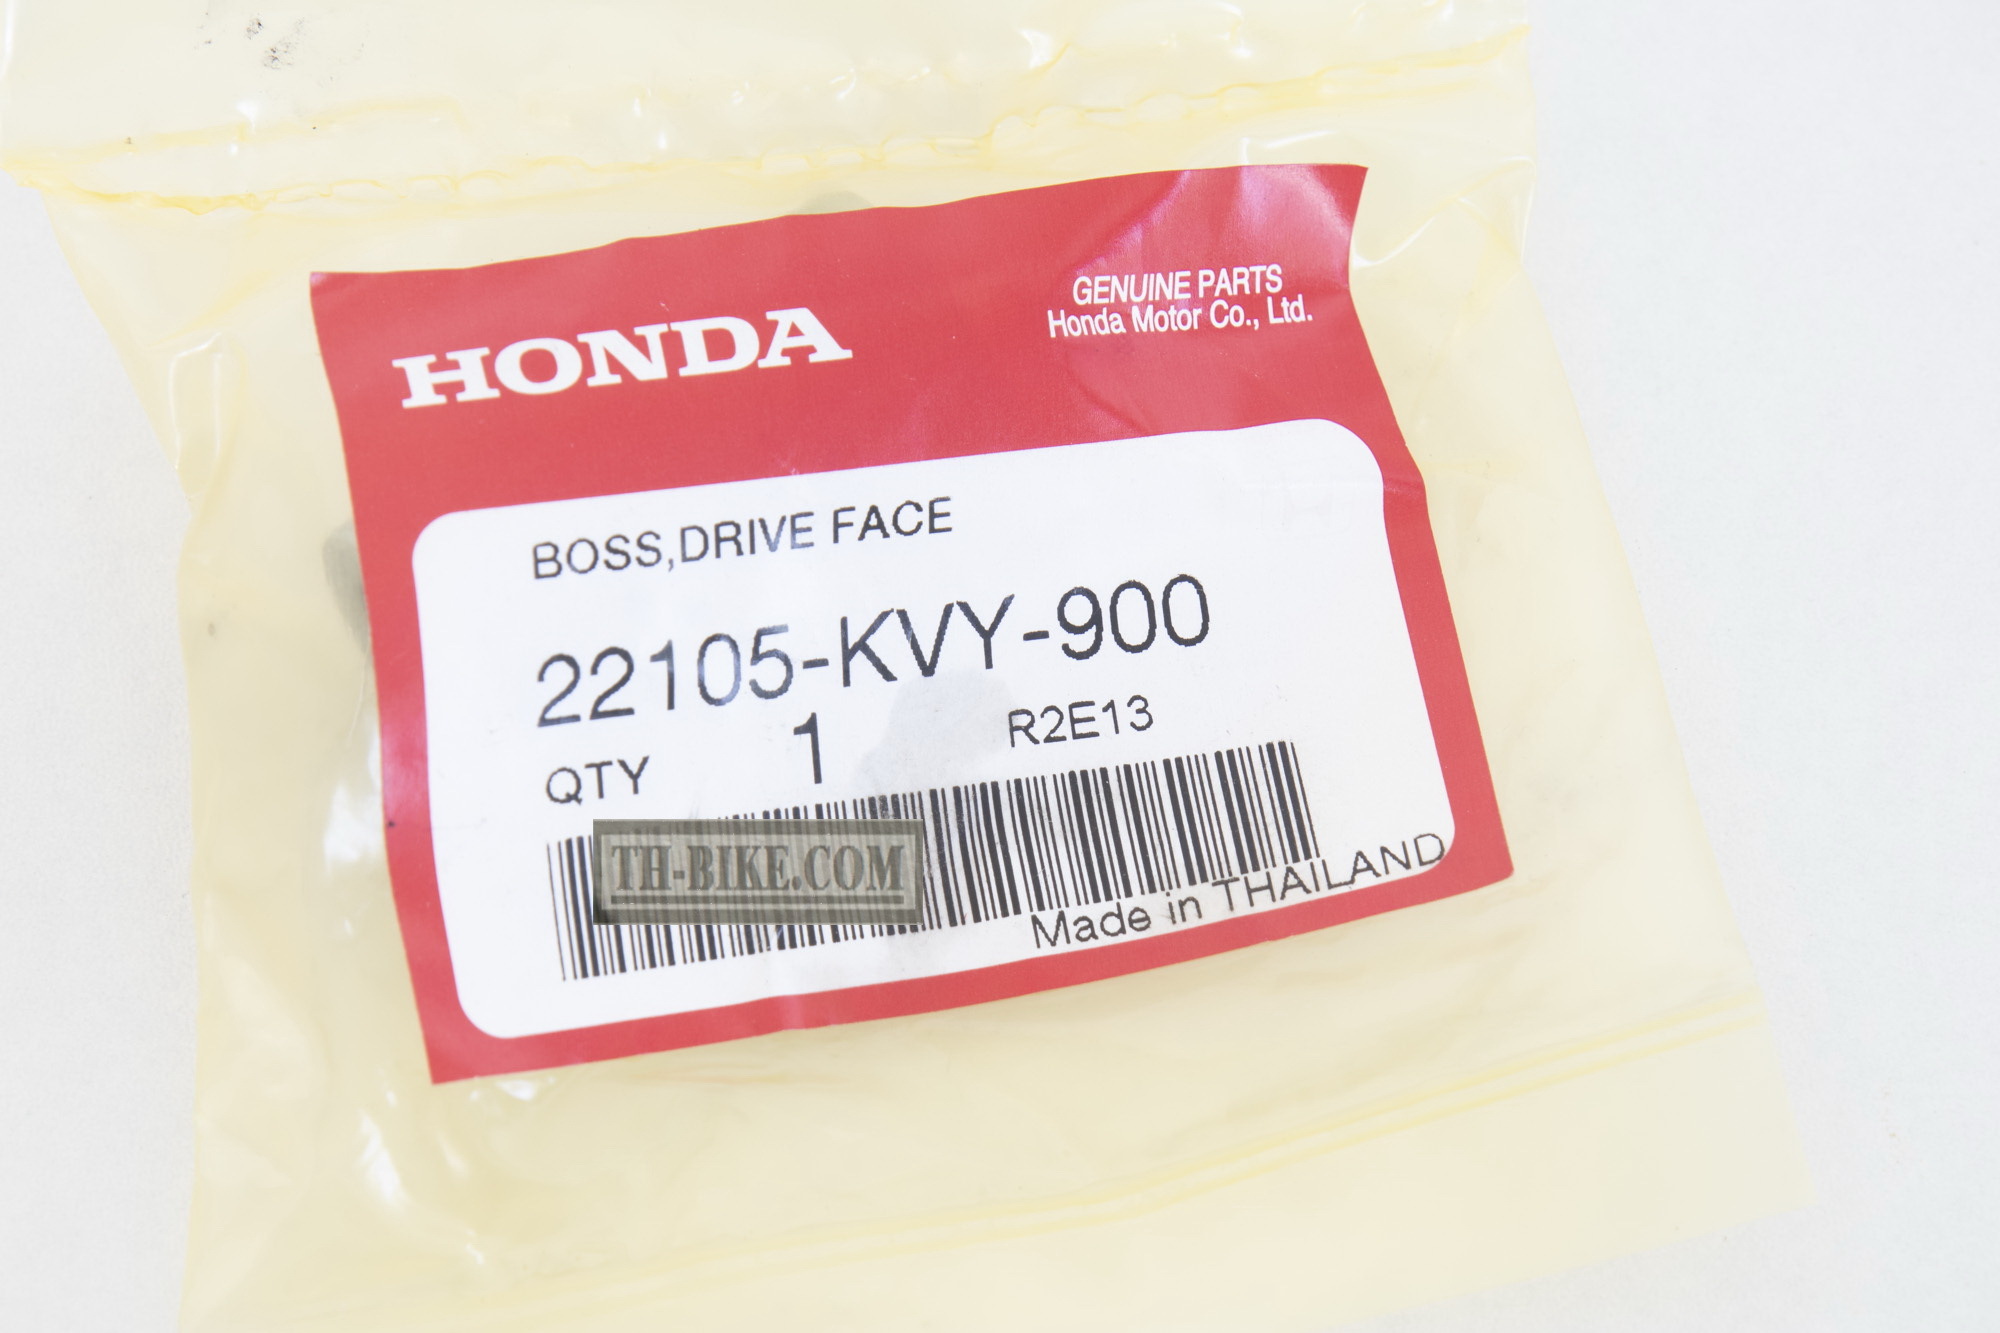 HONDA
GENUINE PARTS
Honda Motor Co., Ltd.
BOSS,DRIVE FACE
22105-KVY-900
QTY 1 R2E13
TH-BIKE.COM
Made in THAILAND